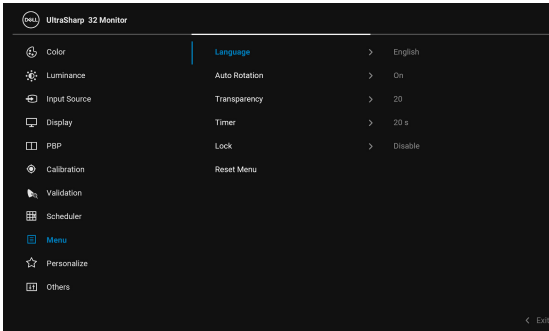 DELL UltraSharp 32 Monitor
Color
Luminance
Input Source
Display
PBP
Calibration
Validation
Scheduler
Menu
Personalize
Others
Language > English
Auto Rotation > On
Transparency > 20
Timer > 20 s
Lock > Disable
Reset Menu
< Exit